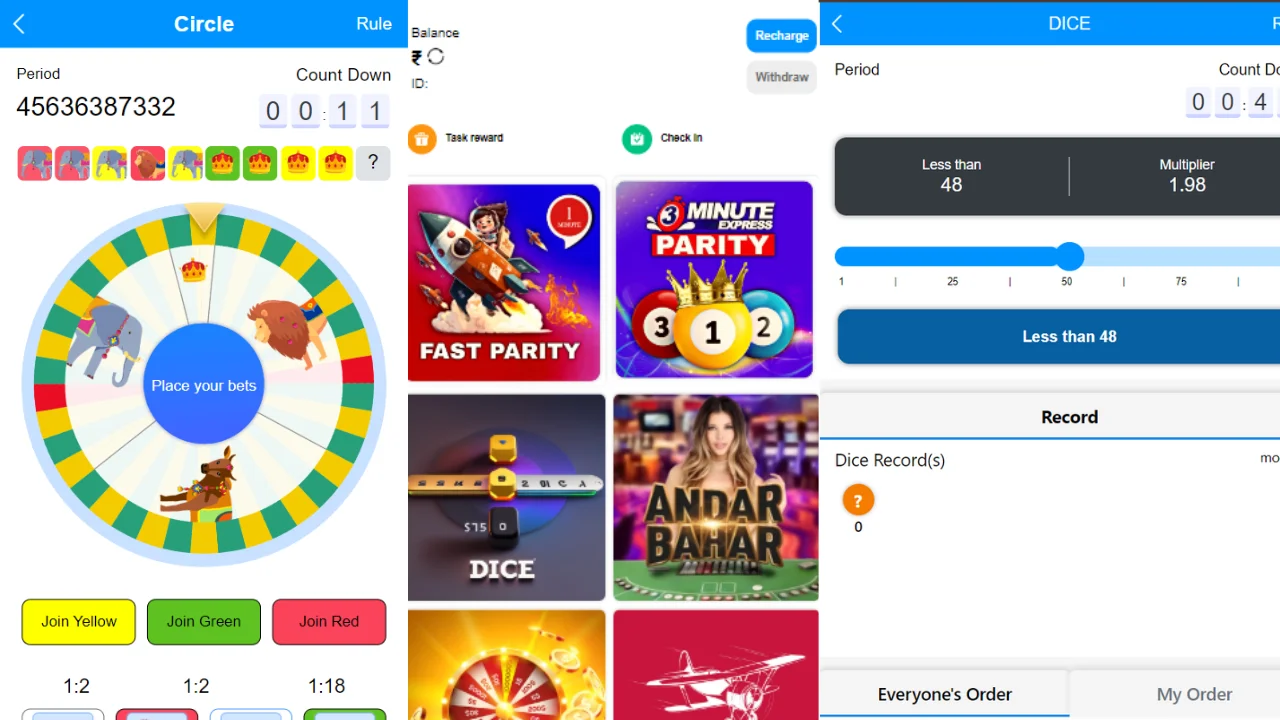 Circle
Rule
Period
Count Down
45636387332
0 0 : 1 1
?
Place your bets
Join Yellow
Join Green
Join Red
1:2
1:2
1:18
Balance
₹
ID:
Recharge
Withdraw
Task reward
Check In
1
MINUTE
FAST PARITY
3 MINUTE
EXPRESS
PARITY
3 1 2
DICE
ANDAR
BAHAR
DICE
R
Period
Count Do
0 0 : 4
Less than
48
Multiplier
1.98
1 | 25 | 50 | 75 |
Less than 48
Record
Dice Record(s)
mo
?
0
Everyone's Order
My Order